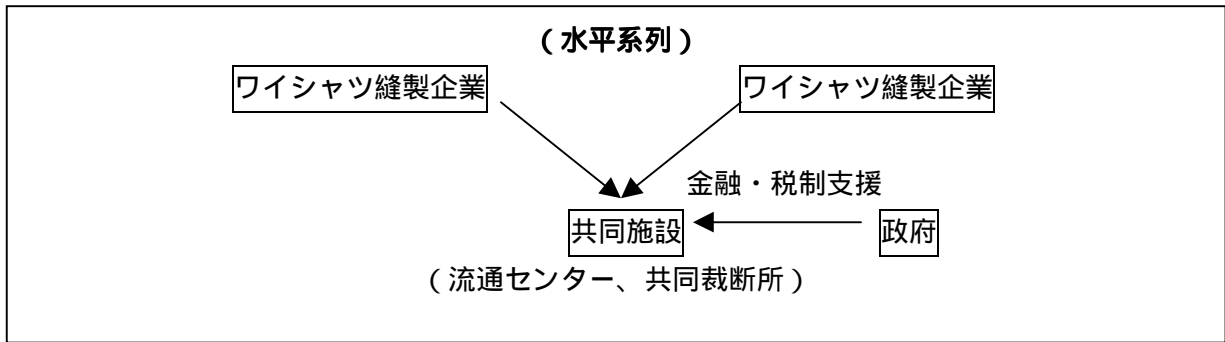 （水平系列）
ワイシャツ縫製企業 ワイシャツ縫製企業
金融・税制支援
共同施設 政府
（流通センター、共同裁断所）